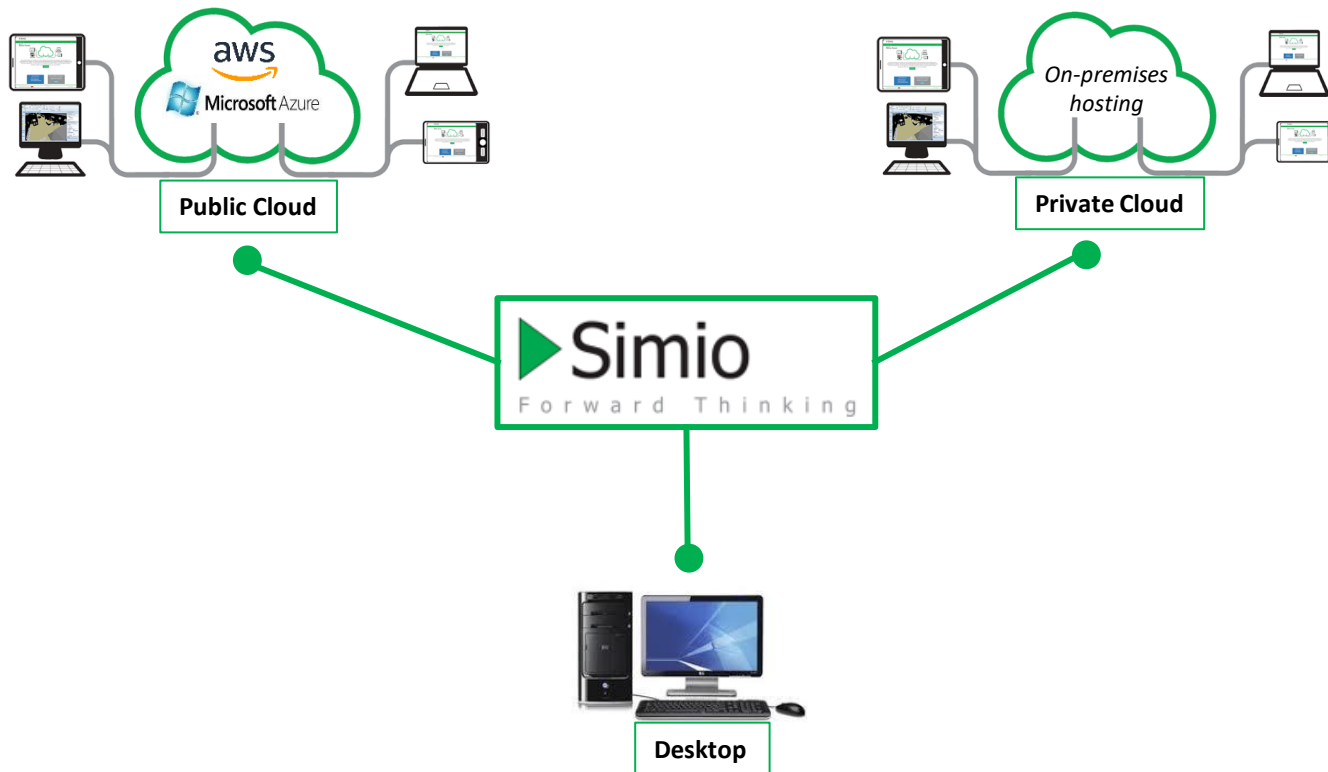 aws
Microsoft Azure
Public Cloud
On-premises
hosting
Private Cloud
Simio
Forward Thinking
Desktop